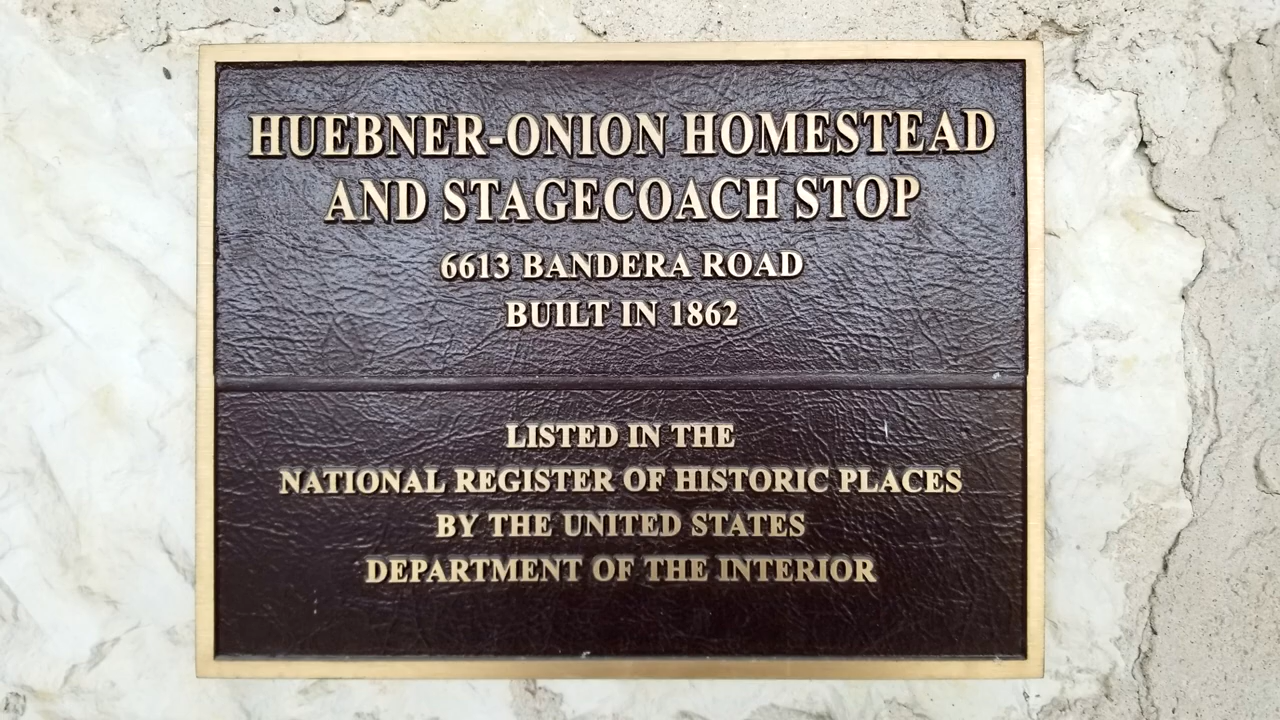 HUEBNER-ONION HOMESTEAD
AND STAGECOACH STOP
6613 BANDERA ROAD
BUILT IN 1862
LISTED IN THE
NATIONAL REGISTER OF HISTORIC PLACES
BY THE UNITED STATES
DEPARTMENT OF THE INTERIOR